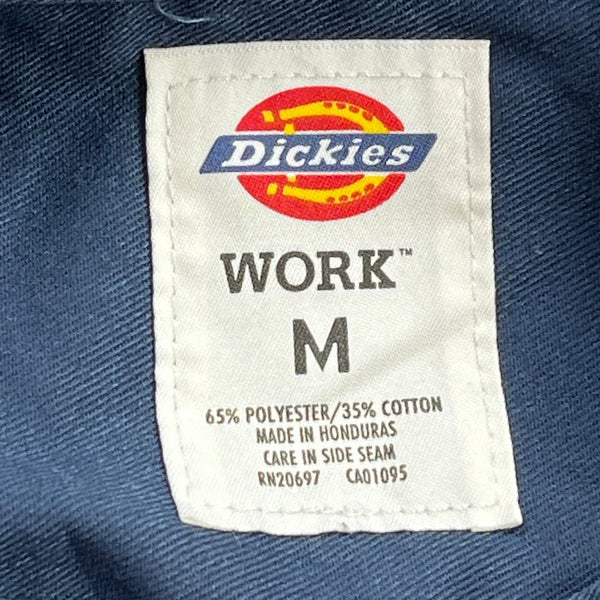 Dickies
WORK™
M
65% POLYESTER/35% COTTON
MADE IN HONDURAS
CARE IN SIDE SEAM
RN20697 CA01095